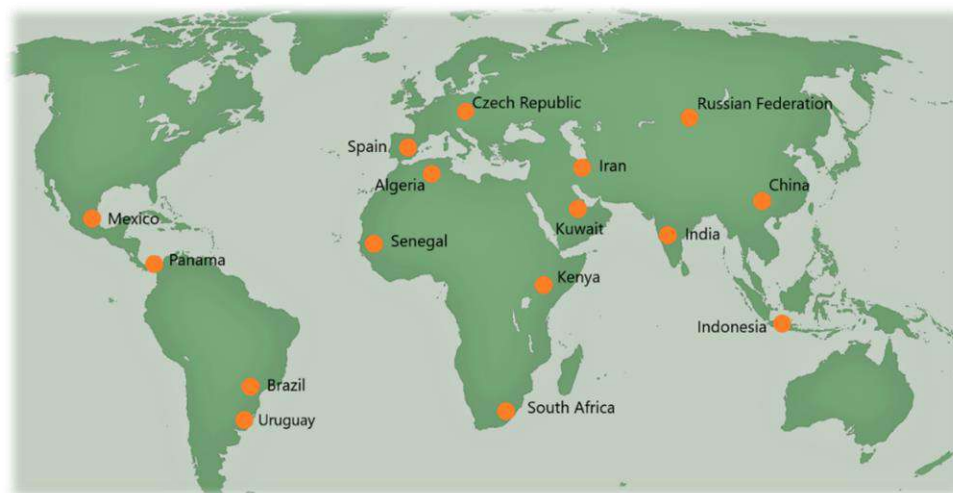 Czech Republic
Russian Federation
Spain
Iran
Algeria
China
Mexico
Kuwait
India
Senegal
Panama
Kenya
Indonesia
Brazil
South Africa
Uruguay